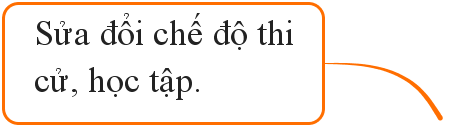 Sửa đổi chế độ thi
cử, học tập.